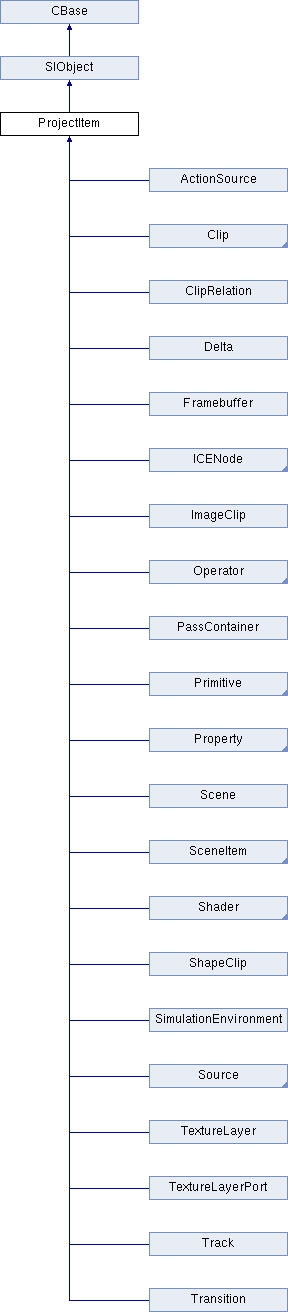 CBase
SIObject
ProjectItem
ActionSource
Clip
ClipRelation
Delta
Framebuffer
ICENode
ImageClip
Operator
PassContainer
Primitive
Property
Scene
SceneItem
Shader
ShapeClip
SimulationEnvironment
Source
TextureLayer
TextureLayerPort
Track
Transition